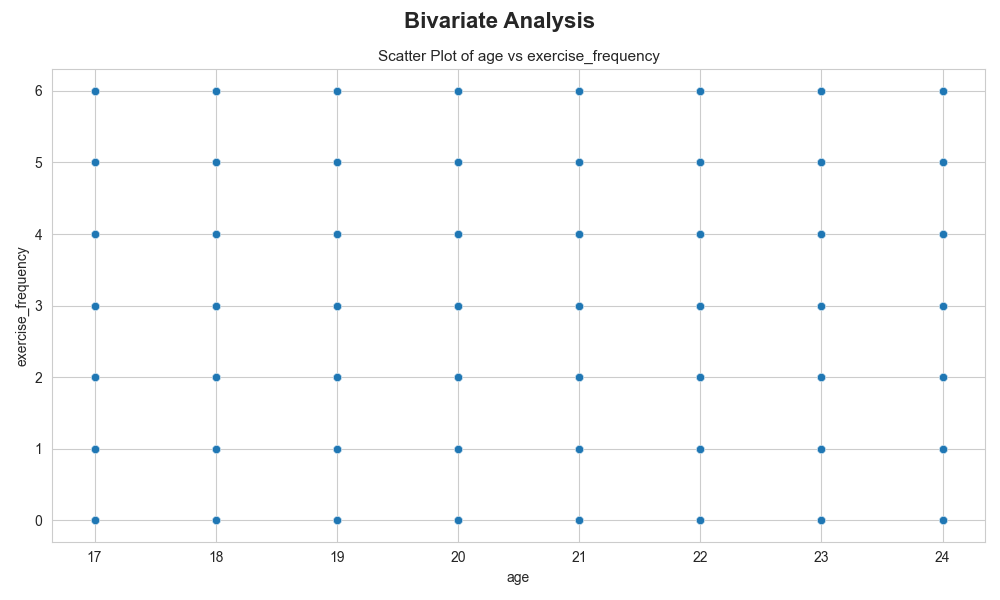 Bivariate Analysis
Scatter Plot of age vs exercise_frequency
exercise_frequency
6
5
4
3
2
1
0
17 18 19 20 21 22 23 24
age